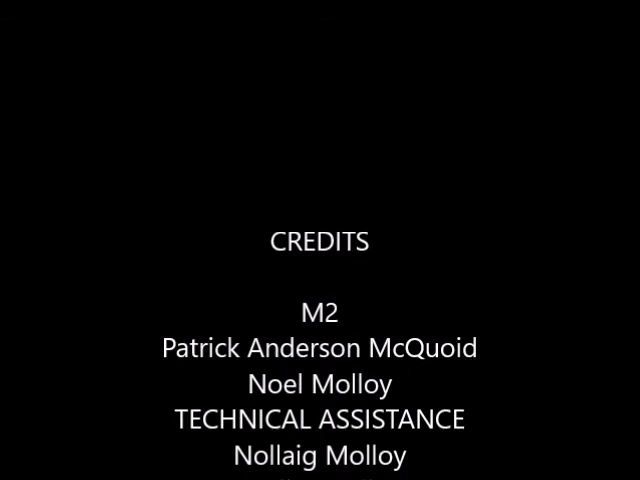 CREDITS
M2
Patrick Anderson McQuoid
Noel Molloy
TECHNICAL ASSISTANCE
Nollaig Molloy